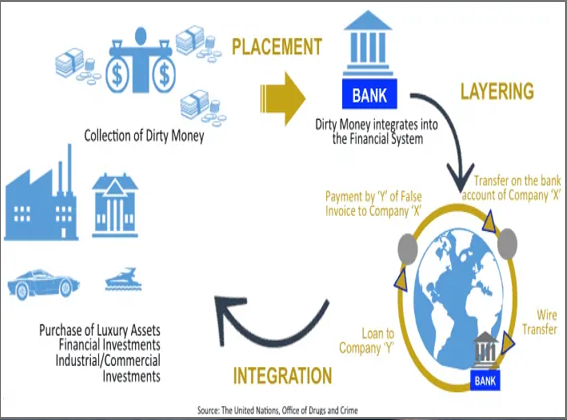 PLACEMENT
$ $
BANK
LAYERING
Collection of Dirty Money
Dirty Money integrates into
the Financial System
Transfer on the bank
account of Company 'X'
Payment by 'Y' of False
Invoice to Company 'X'
Wire
Transfer
Loan to
Company 'Y'
BANK
Purchase of Luxury Assets
Financial Investments
Industrial/Commercial
Investments
INTEGRATION
Source: The United Nations, Office of Drugs and Crime